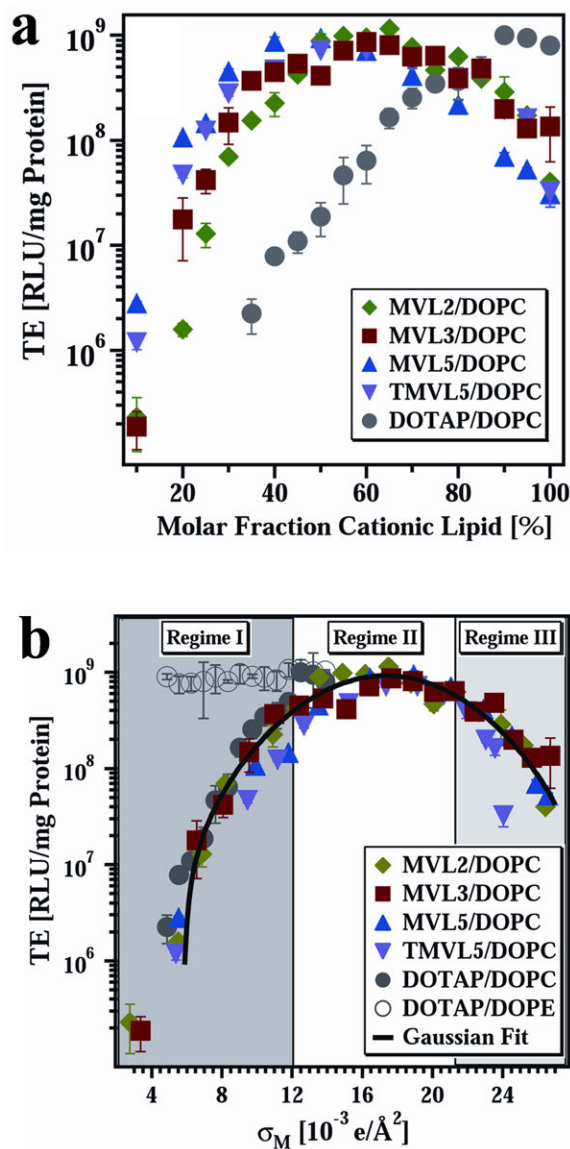 a
TE [RLU/mg Protein]
10⁹
10⁸
10⁷
10⁶
MVL2/DOPC
MVL3/DOPC
MVL5/DOPC
TMVL5/DOPC
DOTAP/DOPC
20 40 60 80 100
Molar Fraction Cationic Lipid [%]
b
Regime I Regime II Regime III
TE [RLU/mg Protein]
10⁹
10⁸
10⁷
10⁶
MVL2/DOPC
MVL3/DOPC
MVL5/DOPC
TMVL5/DOPC
DOTAP/DOPC
DOTAP/DOPE
Gaussian Fit
4 8 12 16 20 24
σM [10⁻³ e/Å²]